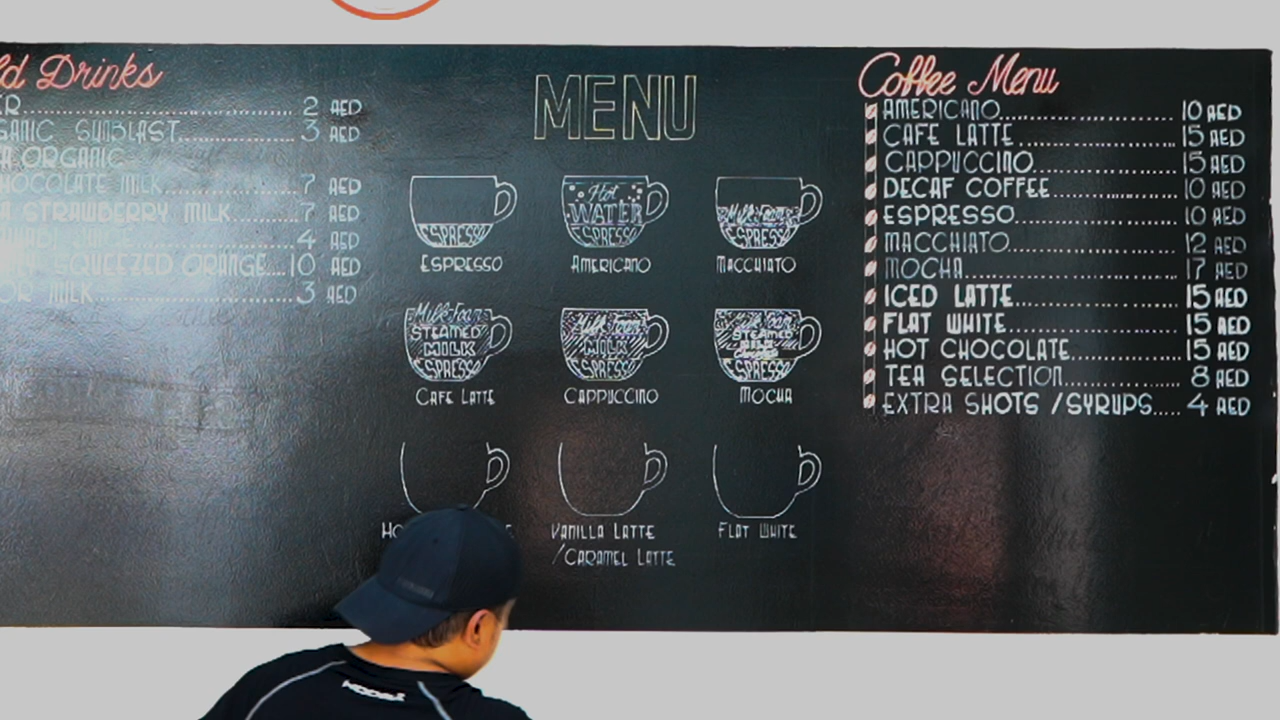 Drinks
2 AED
SUNBLAST 3 AED
ORGANIC
MILK 7 AED
STRAWBERRY MILK 7 AED
4 AED
SQUEEZED ORANGE 10 AED
MILK 3 AED
MENU
ESPRESSO
ESPRESSO
Hot
WATER
ESPRESSO
AMERICANO
Milk Foam
ESPRESSO
MACCHIATO
Milk Foam
STEAMED
MILK
ESPRESSO
CAFE LATTE
Milk Foam
MILK
ESPRESSO
CAPPUCCINO
STEAMED
MILK
ESPRESSO
MOCHA
VANILLA LATTE
/CARAMEL LATTE
FLAT WHITE
Coffee Menu
AMERICANO 10 AED
CAFE LATTE 15 AED
CAPPUCCINO 15 AED
DECAF COFFEE 10 AED
ESPRESSO 10 AED
MACCHIATO 12 AED
MOCHA 17 AED
ICED LATTE 15 AED
FLAT WHITE 15 AED
HOT CHOCOLATE 15 AED
TEA SELECTION 8 AED
EXTRA SHOTS /SYRUPS 4 AED